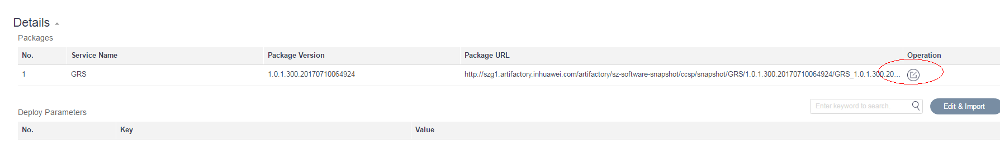 Details
Packages
No. Service Name Package Version Package URL Operation
1 GRS 1.0.1.300.20170710064924 http://szg1.artifactory.inhuawei.com/artifactory/sz-software-snapshot/ccsp/snapshot/GRS/1.0.1.300.20170710064924/GRS_1.0.1.300.20...
Enter keyword to search. Edit & Import
Deploy Parameters
No. Key Value